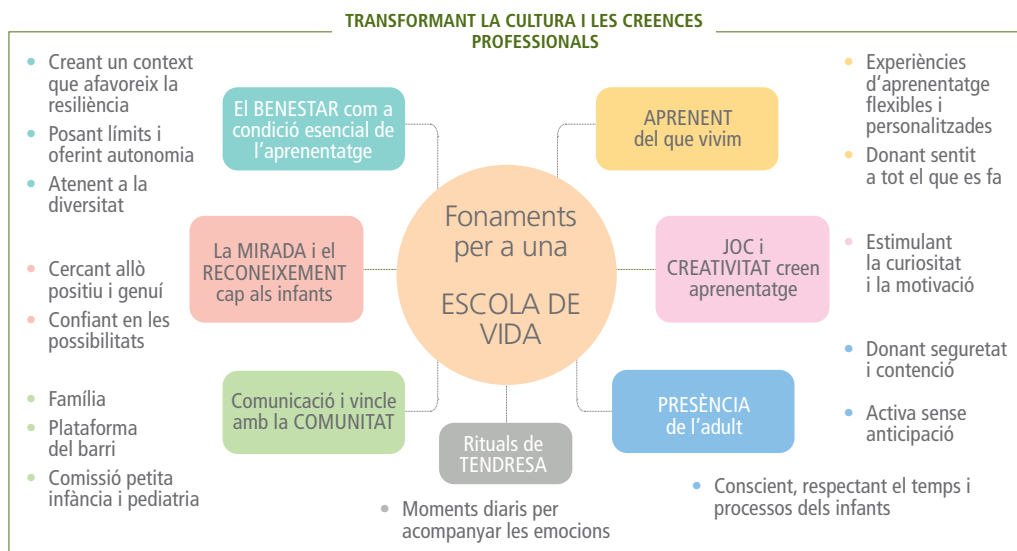 TRANSFORMANT LA CULTURA I LES CREENCES
PROFESSIONALS
Creant un context
que afavoreix la
resiliència
Posant límits i
oferint autonomia
Atenent a la
diversitat
El BENESTAR com a
condició esencial de
l'aprenentatge
APRENENT
del que vivim
Experiències
d'aprenentatge
flexibles i
personalitzades
Donant sentit
a tot el que es fa
Fonaments
per a una
ESCOLA DE
VIDA
Cercant allò
positiu i genuí
Confiant en les
possibilitats
La MIRADA i el
RECONEIXEMENT
cap als infants
JOC i
CREATIVITAT creen
aprenentatge
Estimulant
la curiositat
i la motivació
Família
Plataforma
del barri
Comissió petita
infància i pediatria
Comunicació i vincle
amb la COMUNITAT
Rituals de
TENDRESA
Moments diaris per
acompanyar les emocions
PRESÈNCIA
de l'adult
Donant seguretat
i contenció
Activa sense
anticipació
Conscient, respectant el temps i
processos dels infants